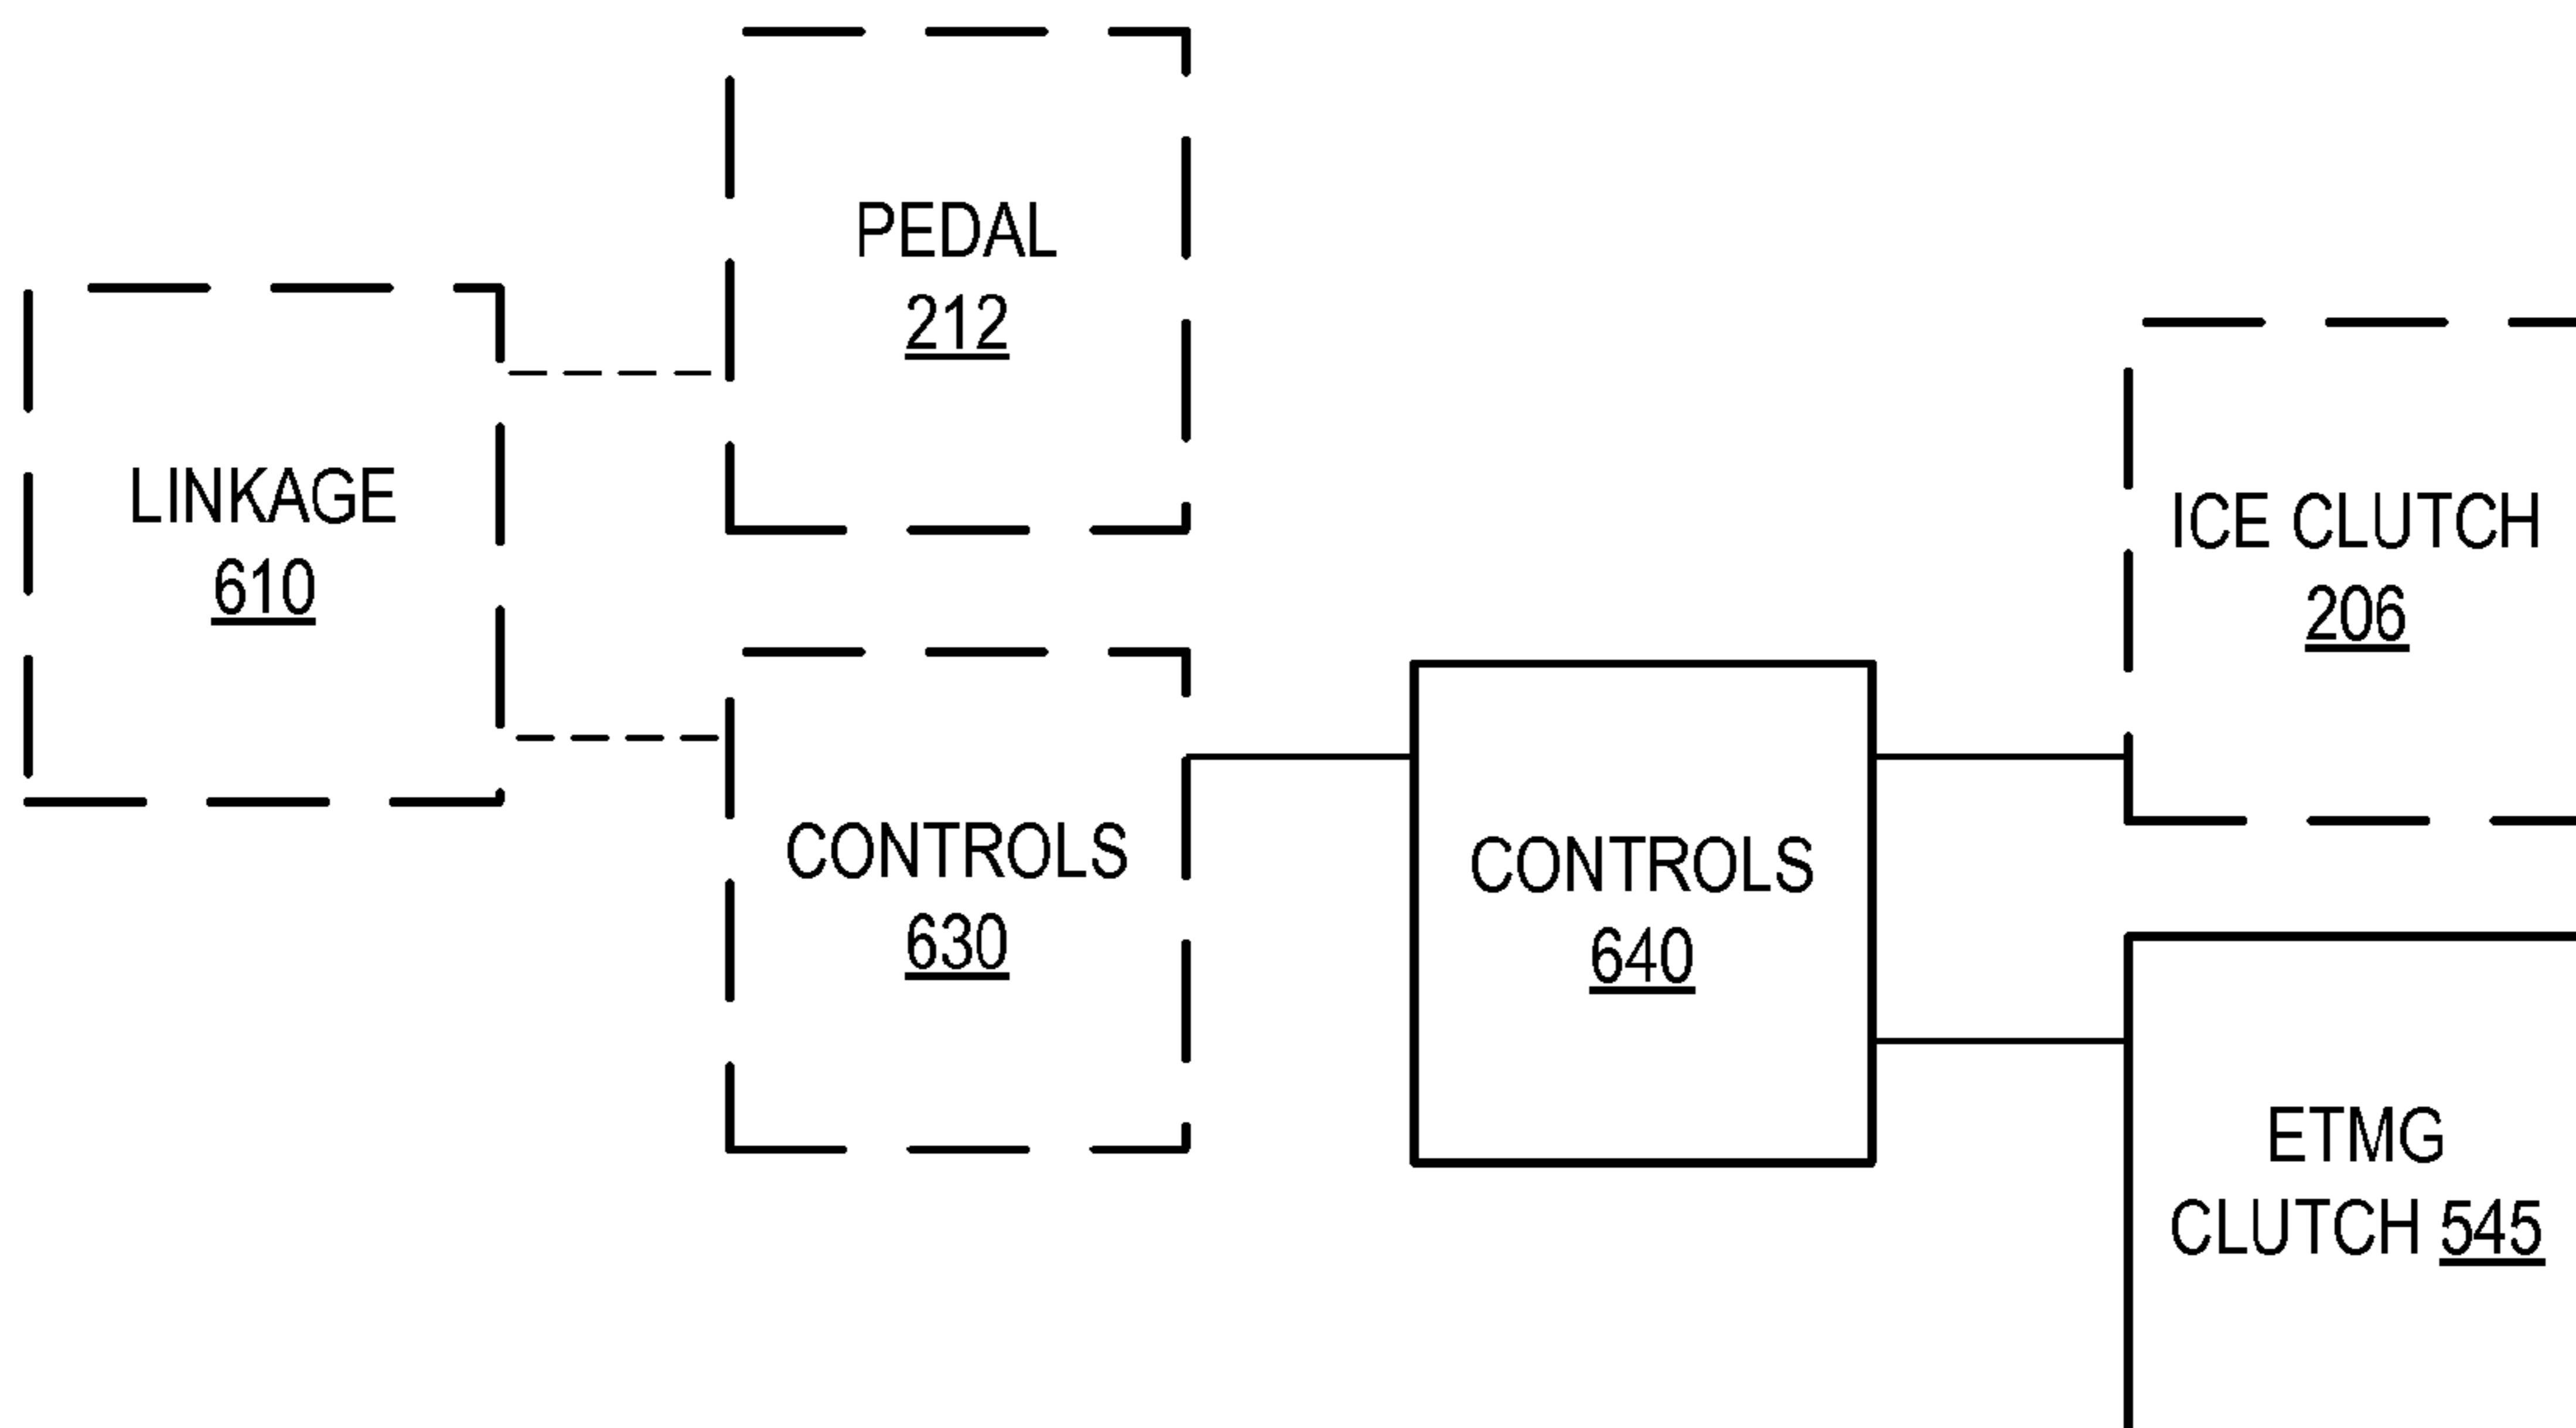 PEDAL
212
LINKAGE
610
ICE CLUTCH
206
CONTROLS
630
CONTROLS
640
ETMG
CLUTCH 545